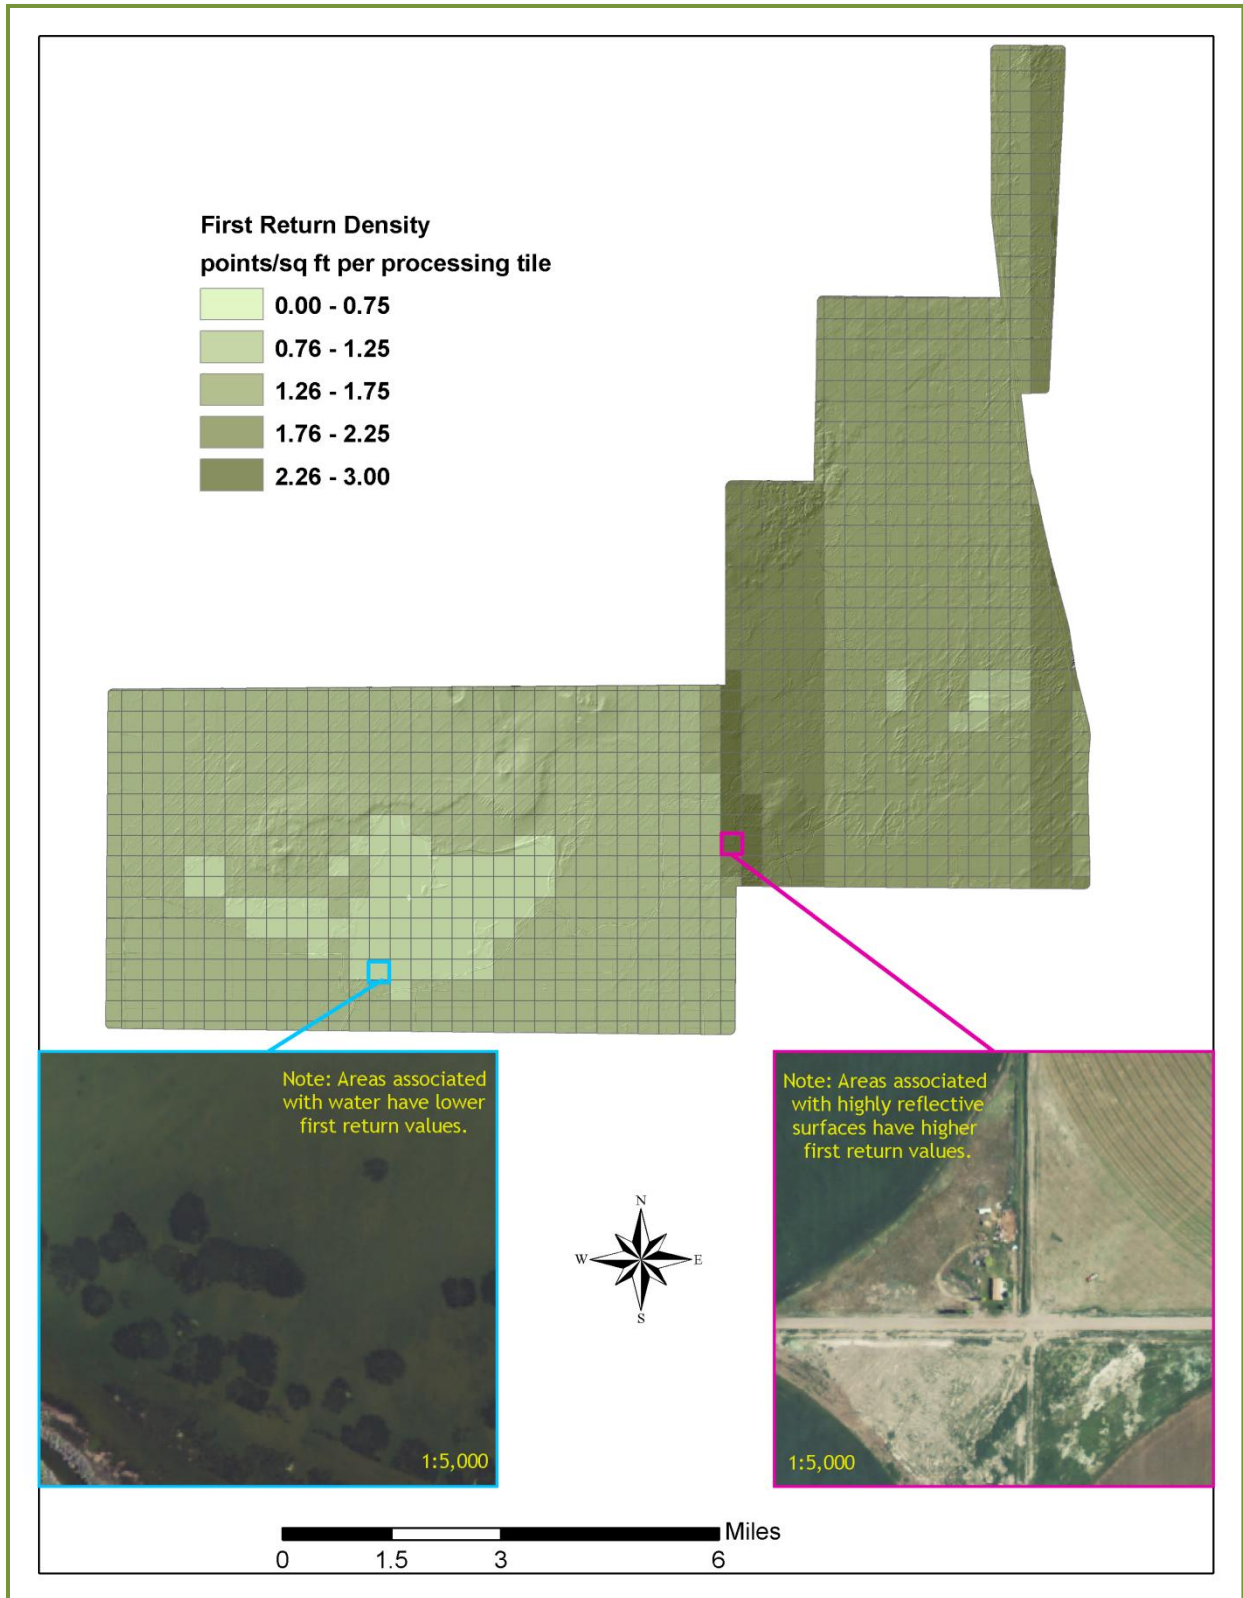 First Return Density
points/sq ft per processing tile
0.00 - 0.75
0.76 - 1.25
1.26 - 1.75
1.76 - 2.25
2.26 - 3.00
Note: Areas associated
with water have lower
first return values.
1:5,000
N
W
E
S
Note: Areas associated
with highly reflective
surfaces have higher
first return values.
1:5,000
Miles
0 1.5 3 6